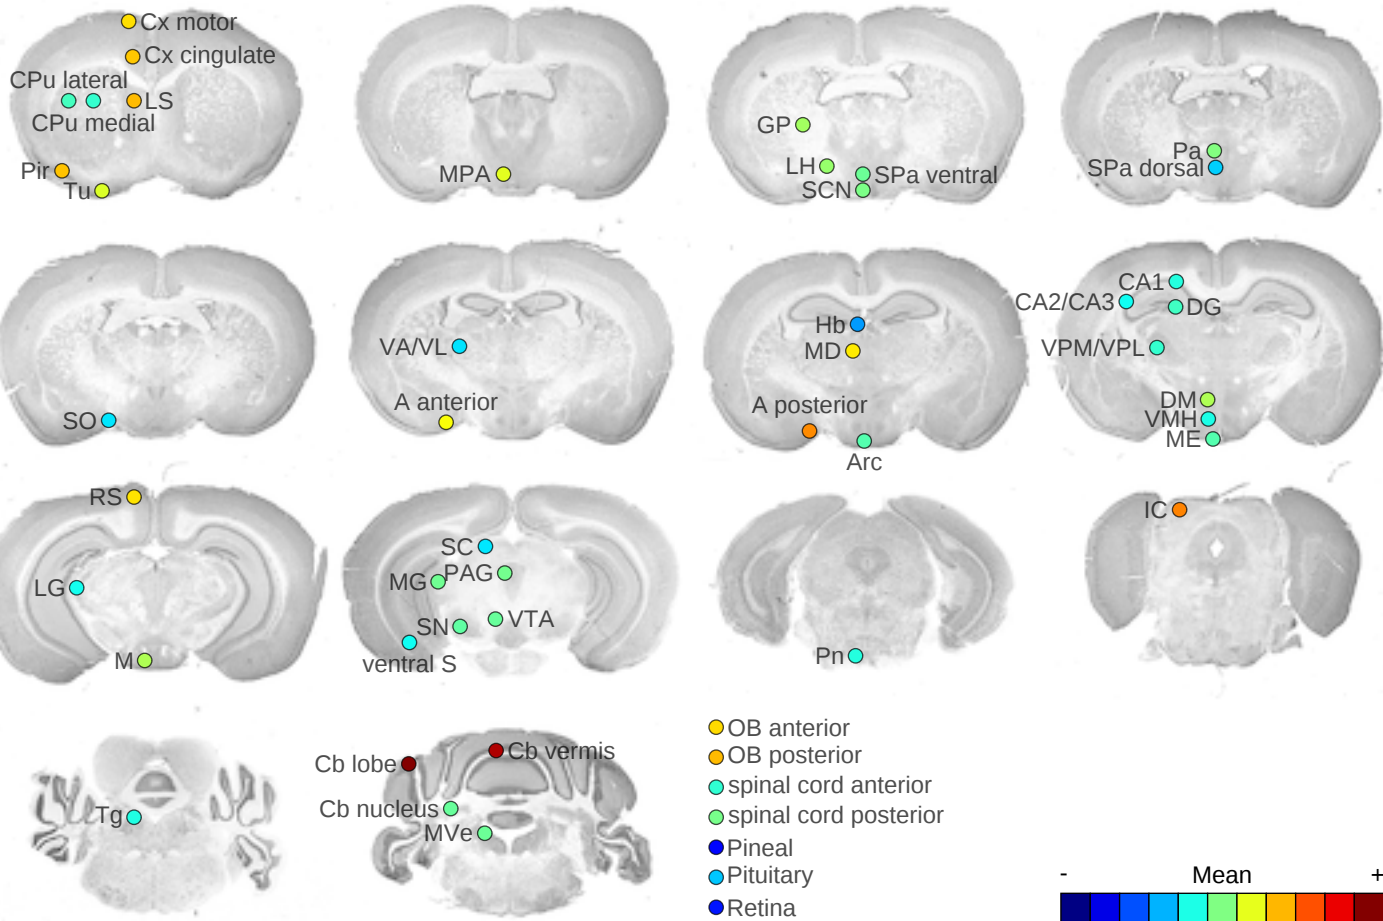 Cx motor
Cx cingulate
CPu lateral
LS
CPu medial
Pir
Tu
MPA
GP
LH
SPa ventral
SCN
Pa
SPa dorsal
SO
VA/VL
A anterior
Hb
MD
A posterior
Arc
CA1
CA2/CA3
DG
VPM/VPL
DM
VMH
ME
RS
LG
M
SC
MG
PAG
SN
VTA
ventral S
Pn
IC
Tg
Cb lobe
Cb vermis
Cb nucleus
MVe
OB anterior
OB posterior
spinal cord anterior
spinal cord posterior
Pineal
Pituitary
Retina
- Mean +